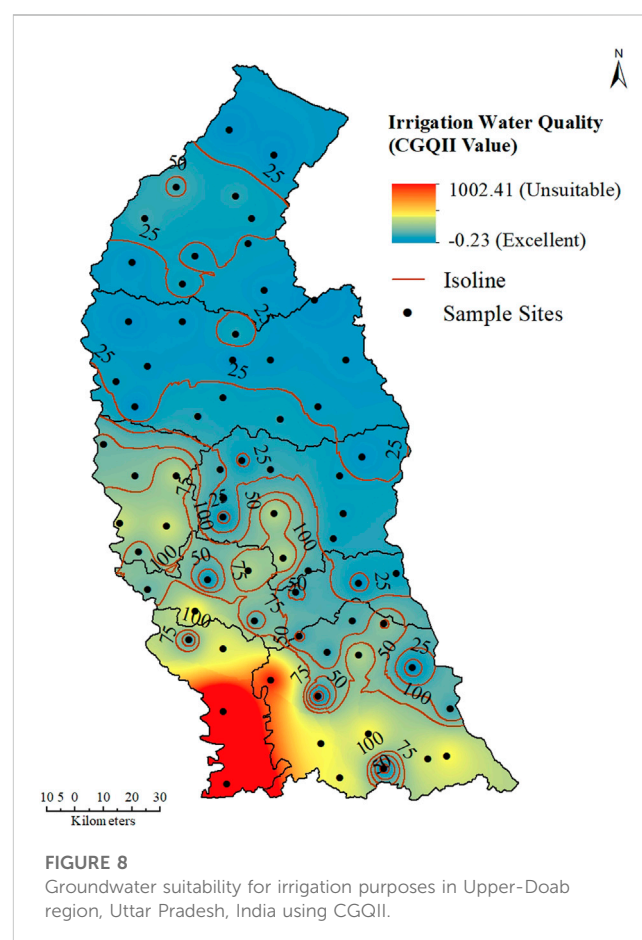 N
Irrigation Water Quality
(CGQII Value)
1002.41 (Unsuitable)
-0.23 (Excellent)
Isoline
Sample Sites
50
25
25
25
25
25
25
25
75
50
25
100
100
50
75
50
25
75
100
50
50
75
25
75
50
100
100
75
50
10 5 0 10 20 30
Kilometers
FIGURE 8
Groundwater suitability for irrigation purposes in Upper-Doab
region, Uttar Pradesh, India using CGQII.